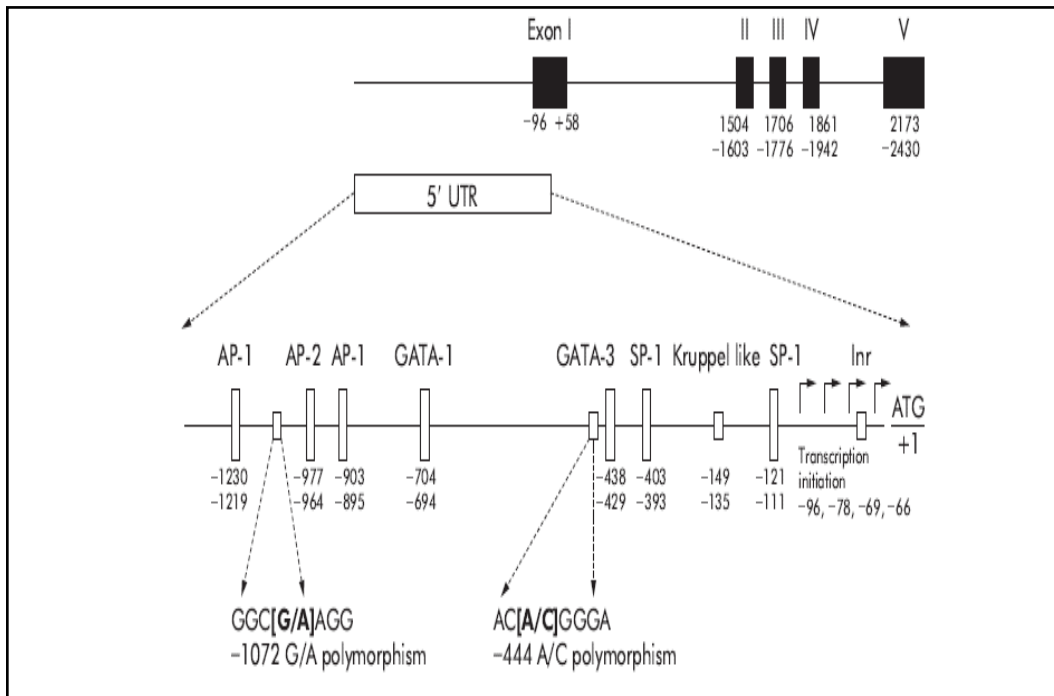 Exon I II III IV V
−96 +58 1504 1706 1861 2173
−1603 −1776 −1942 −2430
5' UTR
AP-1 AP-2 AP-1 GATA-1 GATA-3 SP-1 Kruppel like SP-1 Inr
ATG
+1
−1230 −977 −903 −704 −438 −403 −149 −121 Transcription
−1219 −964 −895 −694 −429 −393 −135 −111 initiation
−96, −78, −69, −66
GGC[G/A]AGG AC[A/C]GGGA
−1072 G/A polymorphism −444 A/C polymorphism